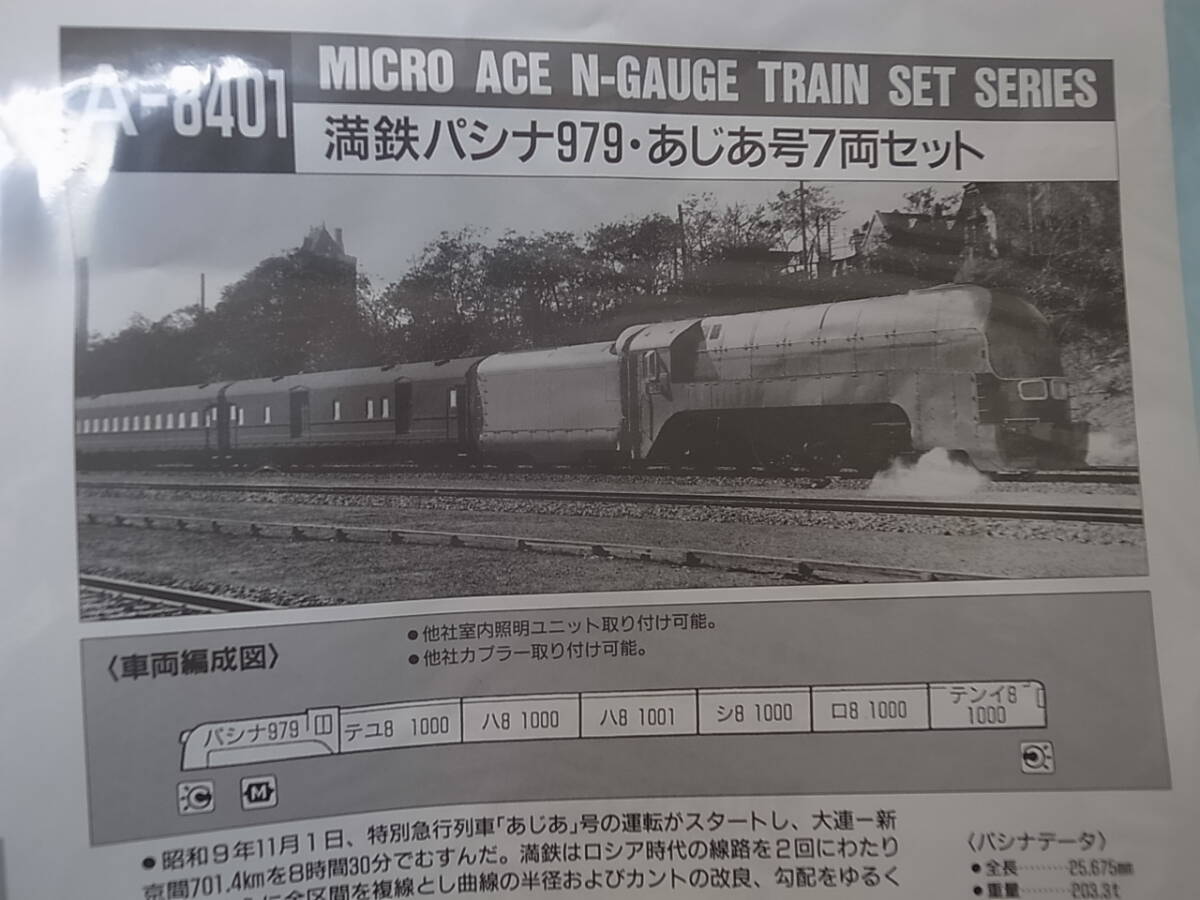 A-8401
MICRO ACE N-GAUGE TRAIN SET SERIES
満鉄パシナ979・あじあ号7両セット
〈車両編成図〉
●他社室内照明ユニット取り付け可能。
●他社カプラー取り付け可能。
パシナ979
テユ8 1000
ハ8 1000
ハ8 1001
シ8 1000
ロ8 1000
テンイ8
1000
M
●昭和9年11月1日、特別急行列車「あじあ」号の運転がスタートし、大連ー新
京間701.4kmを8時間30分でむすんだ。満鉄はロシア時代の線路を2回にわたり
全区間を複線とし曲線の半径およびカントの改良、勾配をゆるく
〈パシナデータ〉
●全長………25,675mm
●重量………203.3t